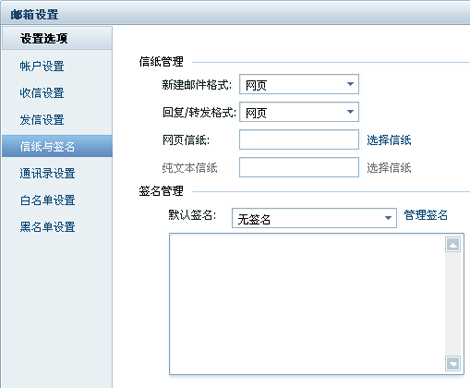 邮箱设置
设置选项
帐户设置
收信设置
发信设置
信纸与签名
通讯录设置
白名单设置
黑名单设置
信纸管理
新建邮件格式: 网页
回复/转发格式: 网页
网页信纸: 选择信纸
纯文本信纸 选择信纸
签名管理
默认签名: 无签名 管理签名